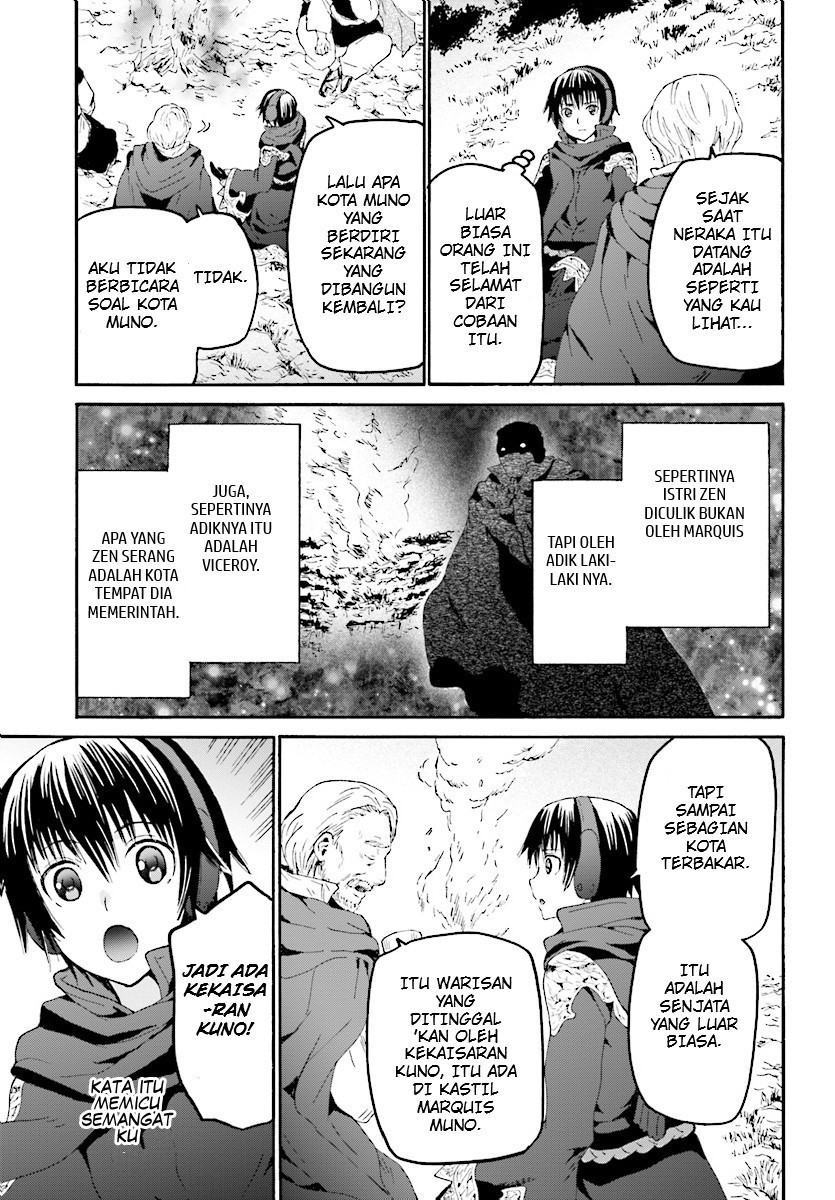 SEJAK
SAAT
NERAKA ITU
DATANG
ADALAH
SEPERTI
YANG KAU
LIHAT...
LUAR
BIASA
ORANG INI
TELAH
SELAMAT
DARI
COBAAN
ITU.
LALU APA
KOTA MUNO
YANG
BERDIRI
SEKARANG
YANG
DIBANGUN
KEMBALI?
TIDAK.
AKU TIDAK
BERBICARA
SOAL KOTA
MUNO.
SEPERTINYA
ISTRI ZEN
DICULIK BUKAN
OLEH MARQUIS
TAPI OLEH
ADIK LAKI-
LAKI NYA.
JUGA,
SEPERTINYA
ADIKNYA ITU
ADALAH
VICEROY.
APA YANG
ZEN SERANG
ADALAH KOTA
TEMPAT DIA
MEMERINTAH.
TAPI
SAMPAI
SEBAGIAN
KOTA
TERBAKAR.
ITU
ADALAH
SENJATA
YANG LUAR
BIASA.
ITU WARISAN
YANG
DITINGGAL
'KAN OLEH
KEKAISARAN
KUNO, ITU ADA
DI KASTIL
MARQUIS
MUNO.
JADI ADA
KEKAISA
-RAN
KUNO!
KATA ITU
MEMICU
SEMANGAT
KU